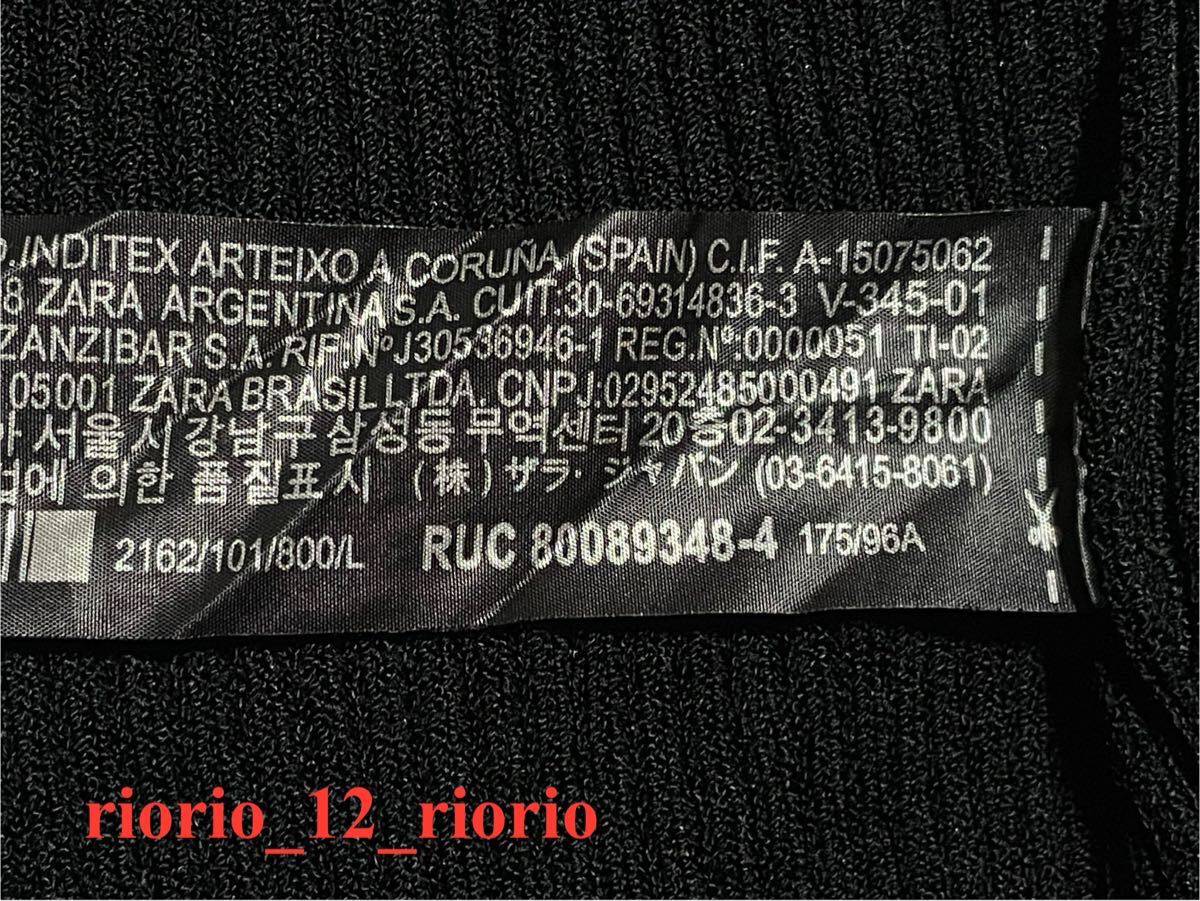 .INDITEX ARTEIXO A CORUÑA (SPAIN) C.I.F. A-15075062
8 ZARA ARGENTINA S.A. CUIT:30-69314836-3 V-345-01
ZANZIBAR S.A. RIF.Nº J30536946-1 REG.Nº:0000051 TI-02
05001 ZARA BRASIL LTDA. CNPJ:02952485000491 ZARA
서울시 강남구 삼성동 무역센터 20층02-3413-9800
의한 품질표시 (株) ザラ・ジャパン (03-6415-8061)
2162/101/800/L RUC 80089348-4 175/96A
riorio_12_riorio